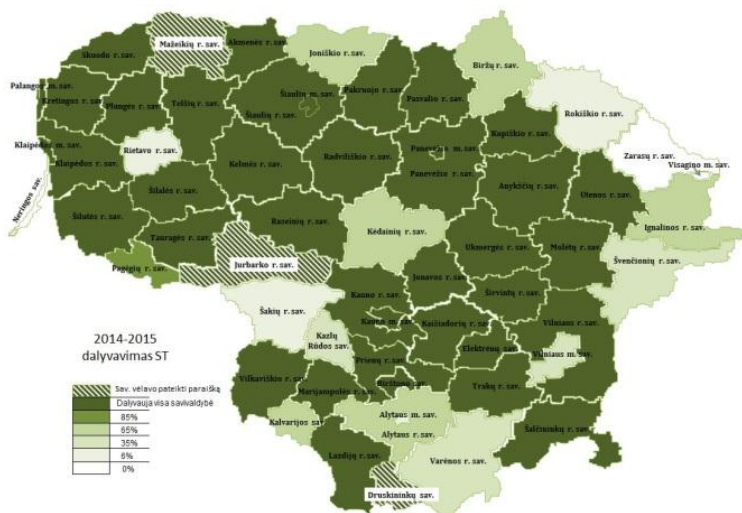 Mažeikių r. sav.
Akmenės r. sav.
Skuodo r. sav.
Joniškio r. sav.
Biržų r. sav.
Palangos m. sav.
Kretingos r. sav.
Plungės r. sav.
Telšių r. sav.
Šiaulių m. sav.
Šiaulių r. sav.
Pakruojo r. sav.
Pasvalio r. sav.
Rokiškio r. sav.
Klaipėdos m. sav.
Klaipėdos r. sav.
Rietavo r. sav.
Kelmės r. sav.
Radviliškio r. sav.
Panevėžio m. sav.
Panevėžio r. sav.
Kupiškio r. sav.
Zarasų r. sav.
Visagino m. sav.
Neringos sav.
Šilalės r. sav.
Anykščių r. sav.
Utenos r. sav.
Šilutės r. sav.
Tauragės r. sav.
Raseinių r. sav.
Kėdainių r. sav.
Ukmergės r. sav.
Molėtų r. sav.
Ignalinos r. sav.
Švenčionių r. sav.
Pagėgių r. sav.
Jurbarko r. sav.
Jonavos r. sav.
Širvintų r. sav.
Šakių r. sav.
Kauno r. sav.
Kauno m. sav.
Kaišiadorių r. sav.
Vilniaus r. sav.
Kazlų
Rūdos sav.
Prienų r. sav.
Elektrėnų r. sav.
Vilniaus m. sav.
Vilkaviškio r. sav.
Marijampolės r. sav.
Birštono sav.
Trakų r. sav.
Kalvarijos sav
Alytaus m. sav.
Alytaus r. sav.
Šalčininkų r. sav.
Lazdijų r. sav.
Varėnos r. sav.
Druskininkų sav.
2014-2015
dalyvavimas ST
Sav. vėlavo pateikti paraišką
Dalyvauja visa savivaldybė
85%
65%
35%
6%
0%